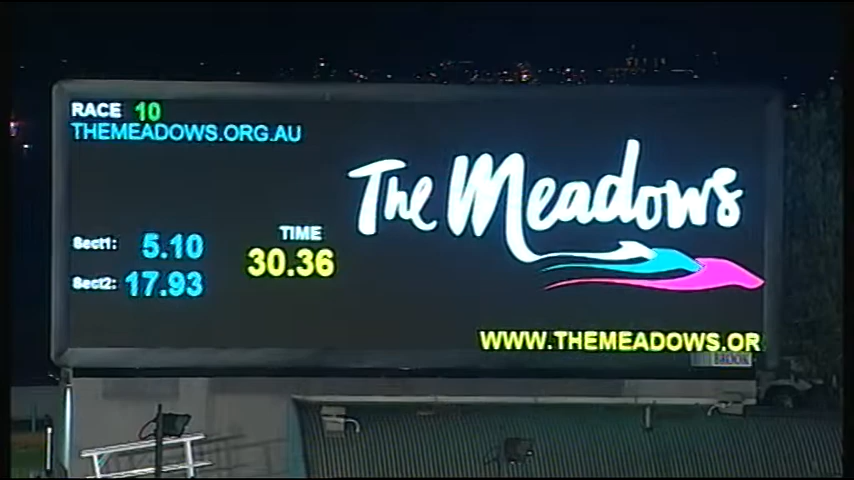 RACE 10
THEMEADOWS.ORG.AU
The Meadows
Sect1: 5.10
Sect2: 17.93
TIME
30.36
WWW.THEMEADOWS.OR
BROOK